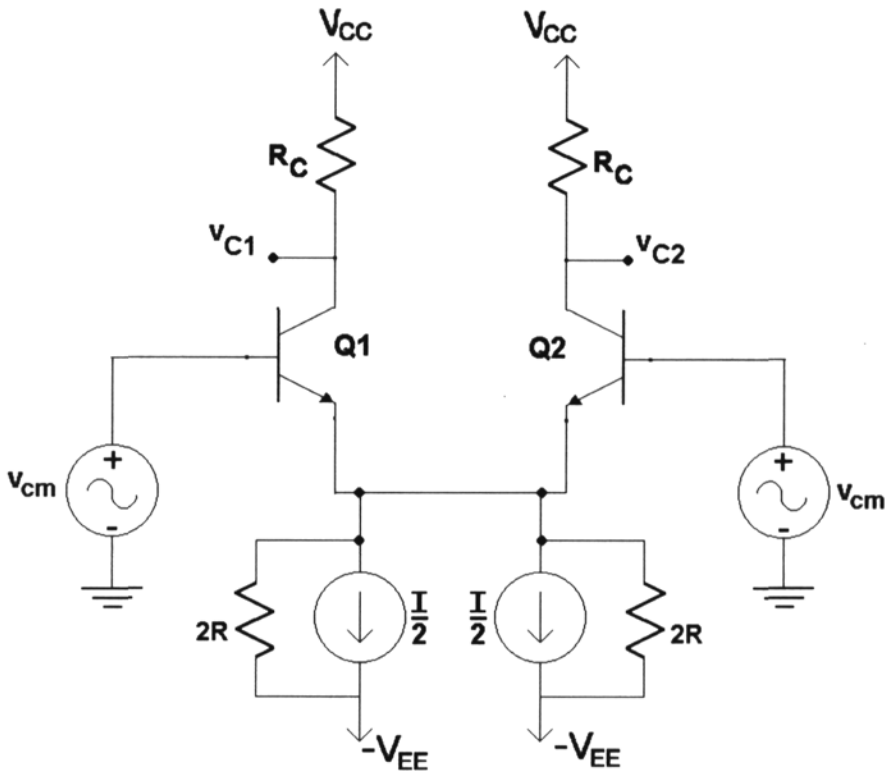 VCC VCC
RC RC
vC1 vC2
Q1 Q2
+ +
vcm vcm
- -
2R I/2 I/2 2R
-VEE -VEE